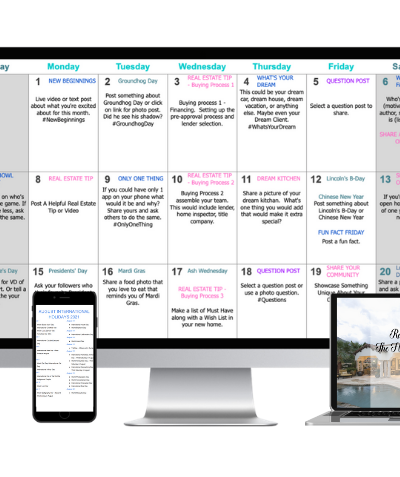 ay
Monday
Tuesday
Wednesday
Thursday
Friday
Sa
1 NEW BEGINNINGS
Live video or text post
about what you're excited
about for this month.
#NewBeginnings
2 Groundhog Day
Post something about
Groundhog Day or click
on link for photo post.
Did he see his shadow?
#GroundhogDay
3 REAL ESTATE TIP
- Buying Process 1
Buying process 1 -
Financing. Setting up the
pre-approval process and
lender selection.
4 WHAT'S YOUR
DREAM
This could be your dream
car, dream house, dream
vacation, or anything
else. Maybe even your
Dream Client.
#WhatsYourDream
5 QUESTION POST
Select a question post to
share.
6
(motiv
author,
is (li
SHARE
OWL
on who's
e game. If
less, ask
the same.
8 REAL ESTATE TIP
Post A Helpful Real Estate
Tip or Video
9 ONLY ONE THING
If you could have only 1
app on your phone what
would it be and why?
Share yours and ask
others to do the same.
#OnlyOneThing
10 REAL ESTATE TIP
- Buying Process 2
Buying Process 2
assemble your team.
This would include lender,
home inspector, title
company.
11 DREAM KITCHEN
Share a picture of your
dream kitchen. What's
one thing you would add
that would make it extra
special?
12 Lincoln's B-Day
Chinese New Year
Post something about
Lincoln's B-Day or
Chinese New Year
FUN FACT FRIDAY
Post a fun fact.
13
If you'
open h
of one
n
's Day
for VD of
t. Or tell a
the your
15 Presidents' Day
Ask your followers who
16 Mardi Gras
Share a food photo that
you love to eat that
reminds you of Mardi
Gras.
17 Ash Wednesday
REAL ESTATE TIP
- Buying Process 3
Make a list of Must Have
along with a Wish List in
your new home.
18 QUESTION POST
Select a question post or
use a photo question.
#Questions
19 SHARE YOUR
COMMUNITY
Showcase Something
Unique About Your
20
Share a
and ask
AUGUST INTERNATIONAL
HOLIDAYS 2021
The